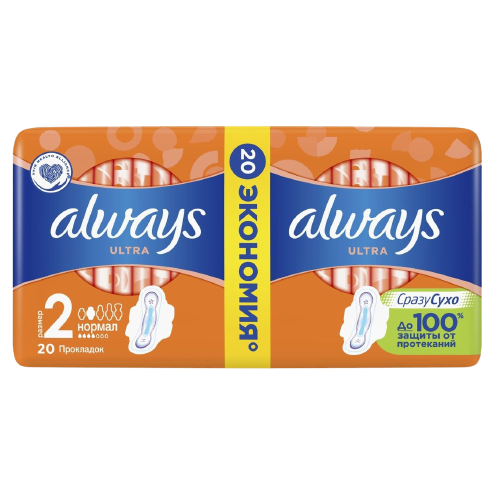 always
ULTRA
размер
2
нормал
20 Прокладок
20 ЭКОНОМИЯ°
always
ULTRA
СразуСухо
До 100%
защиты от
протеканий